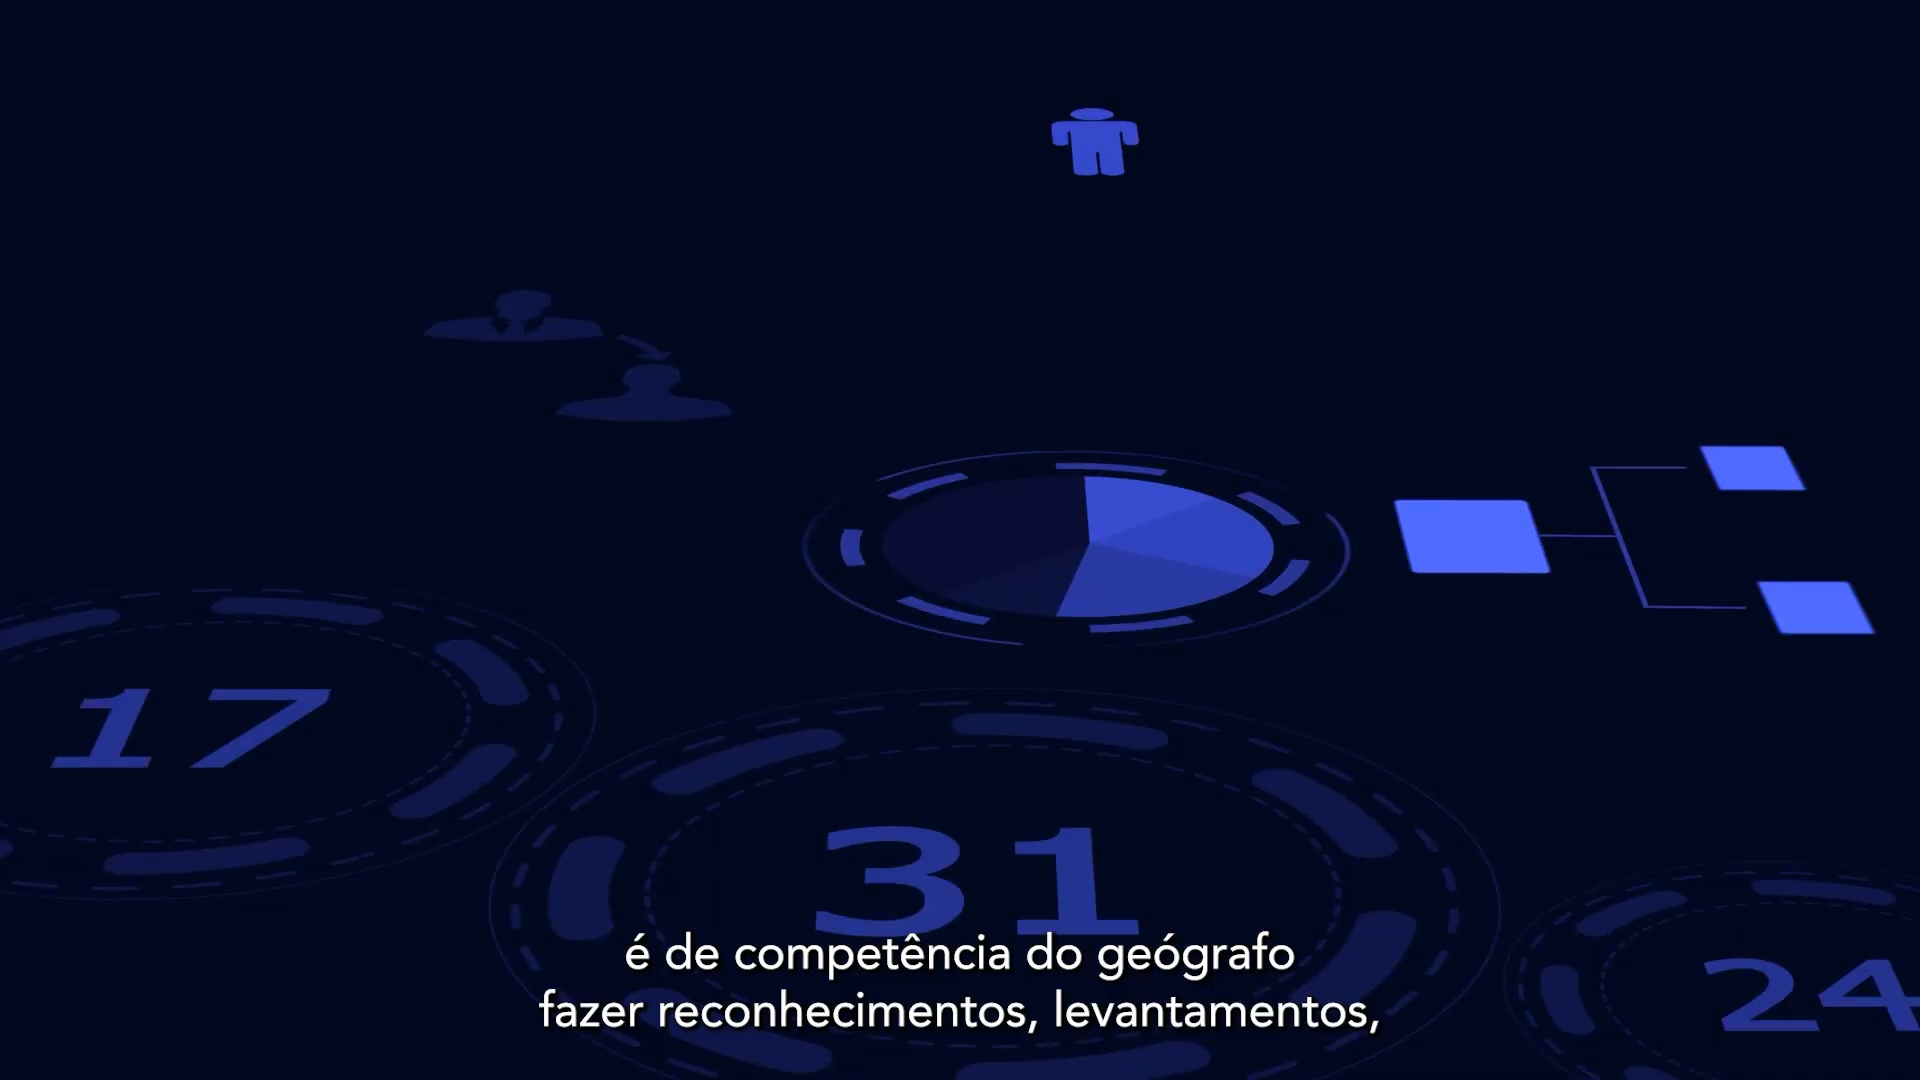 17
31
24
é de competência do geógrafo
fazer reconhecimentos, levantamentos,